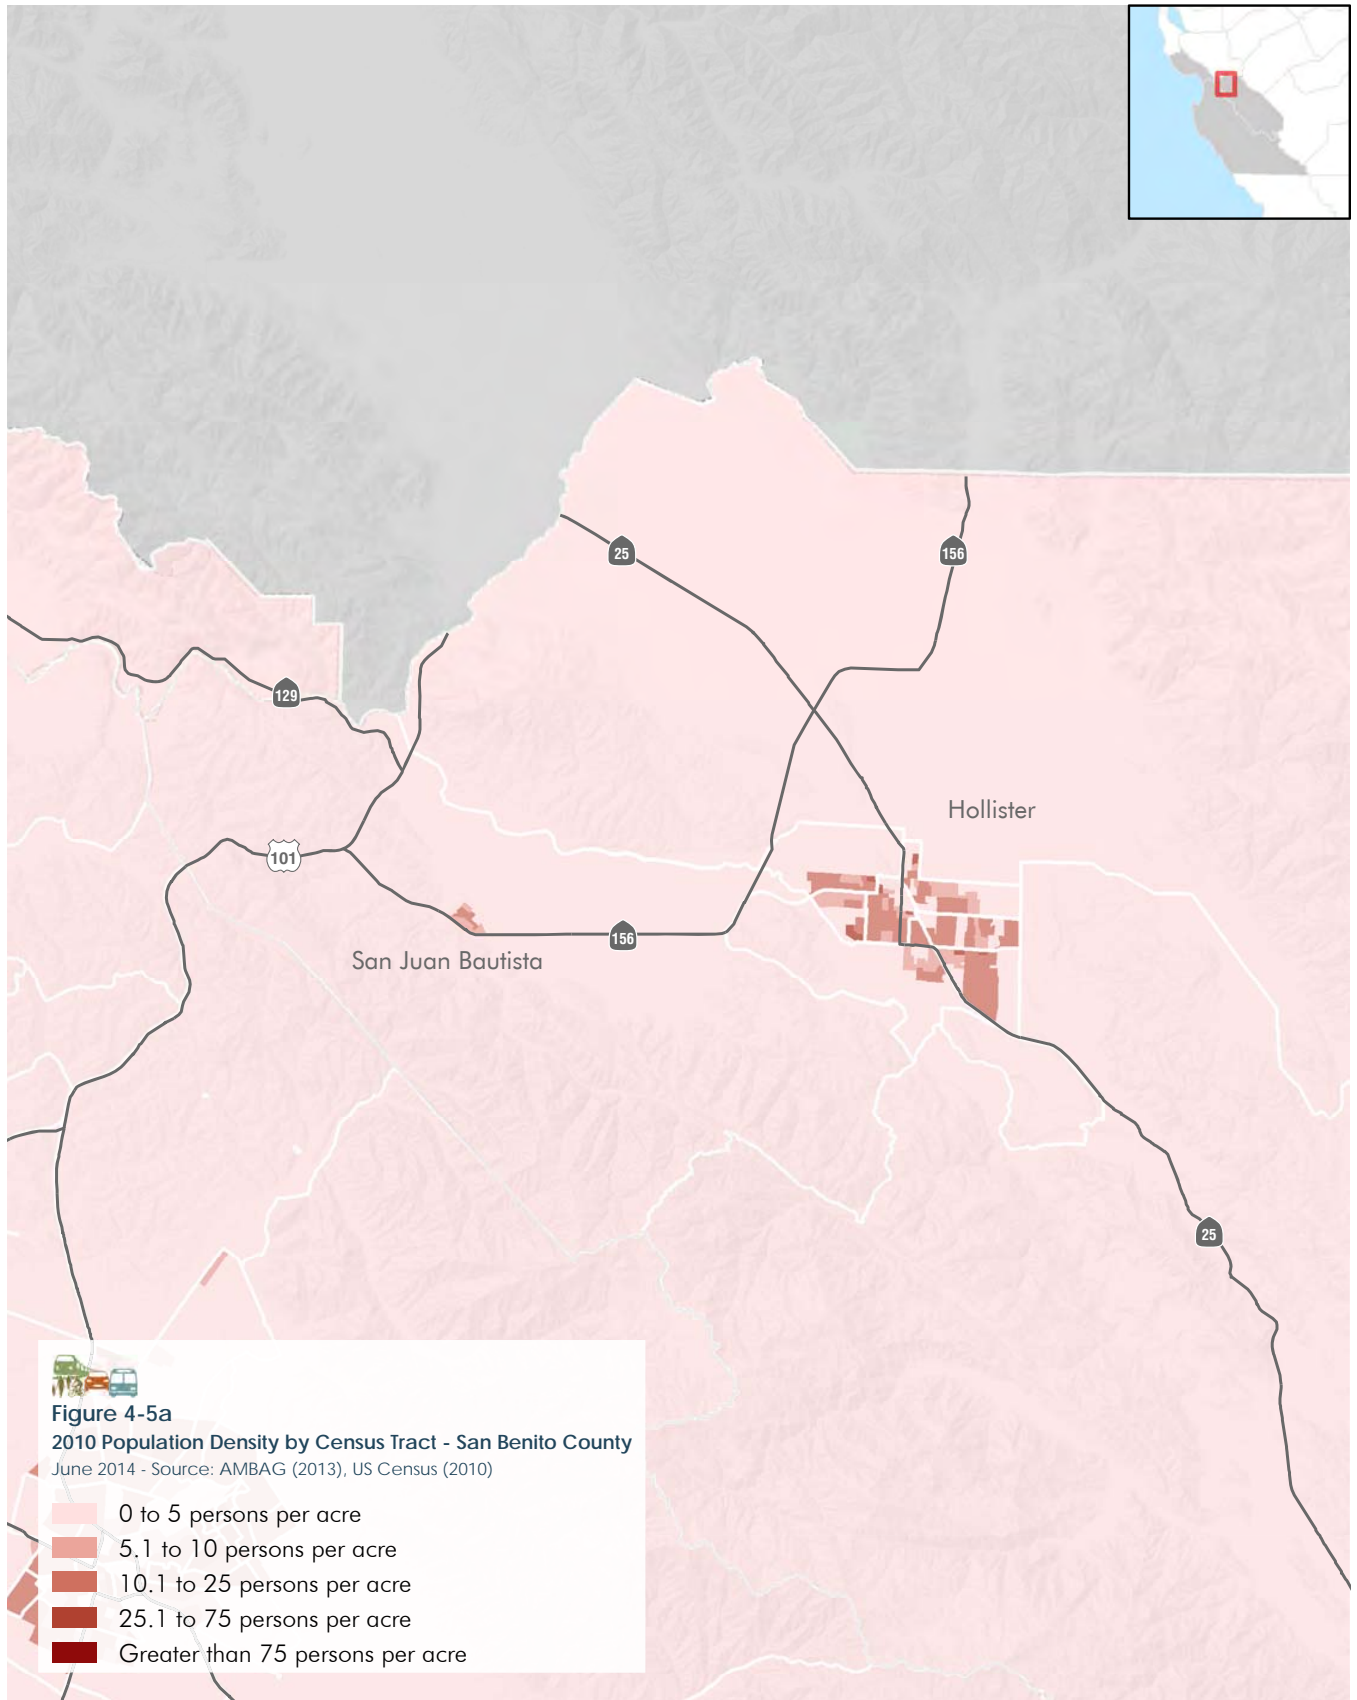 25
156
129
Hollister
101
156
San Juan Bautista
25
Figure 4-5a
2010 Population Density by Census Tract - San Benito County
June 2014 - Source: AMBAG (2013), US Census (2010)
0 to 5 persons per acre
5.1 to 10 persons per acre
10.1 to 25 persons per acre
25.1 to 75 persons per acre
Greater than 75 persons per acre